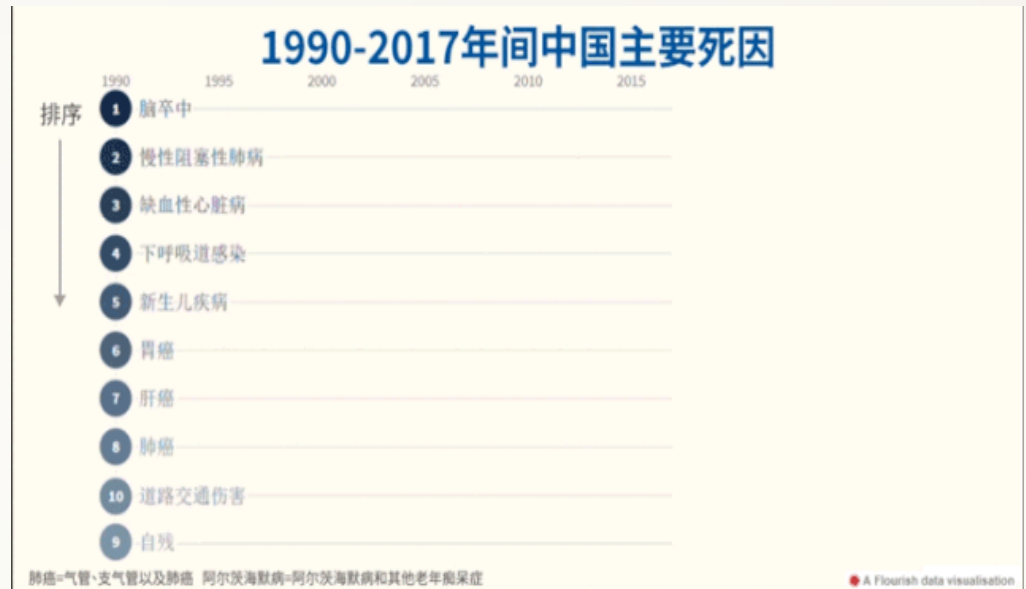 1990-2017年间中国主要死因
1990 1995 2000 2005 2010 2015
排序
1 脑卒中
2 慢性阻塞性肺病
3 缺血性心脏病
4 下呼吸道感染
5 新生儿疾病
6 胃癌
7 肝癌
8 肺癌
10 道路交通伤害
9 自残
肺癌=气管、支气管以及肺癌 阿尔茨海默病=阿尔茨海默病和其他老年痴呆症
A Flourish data visualisation